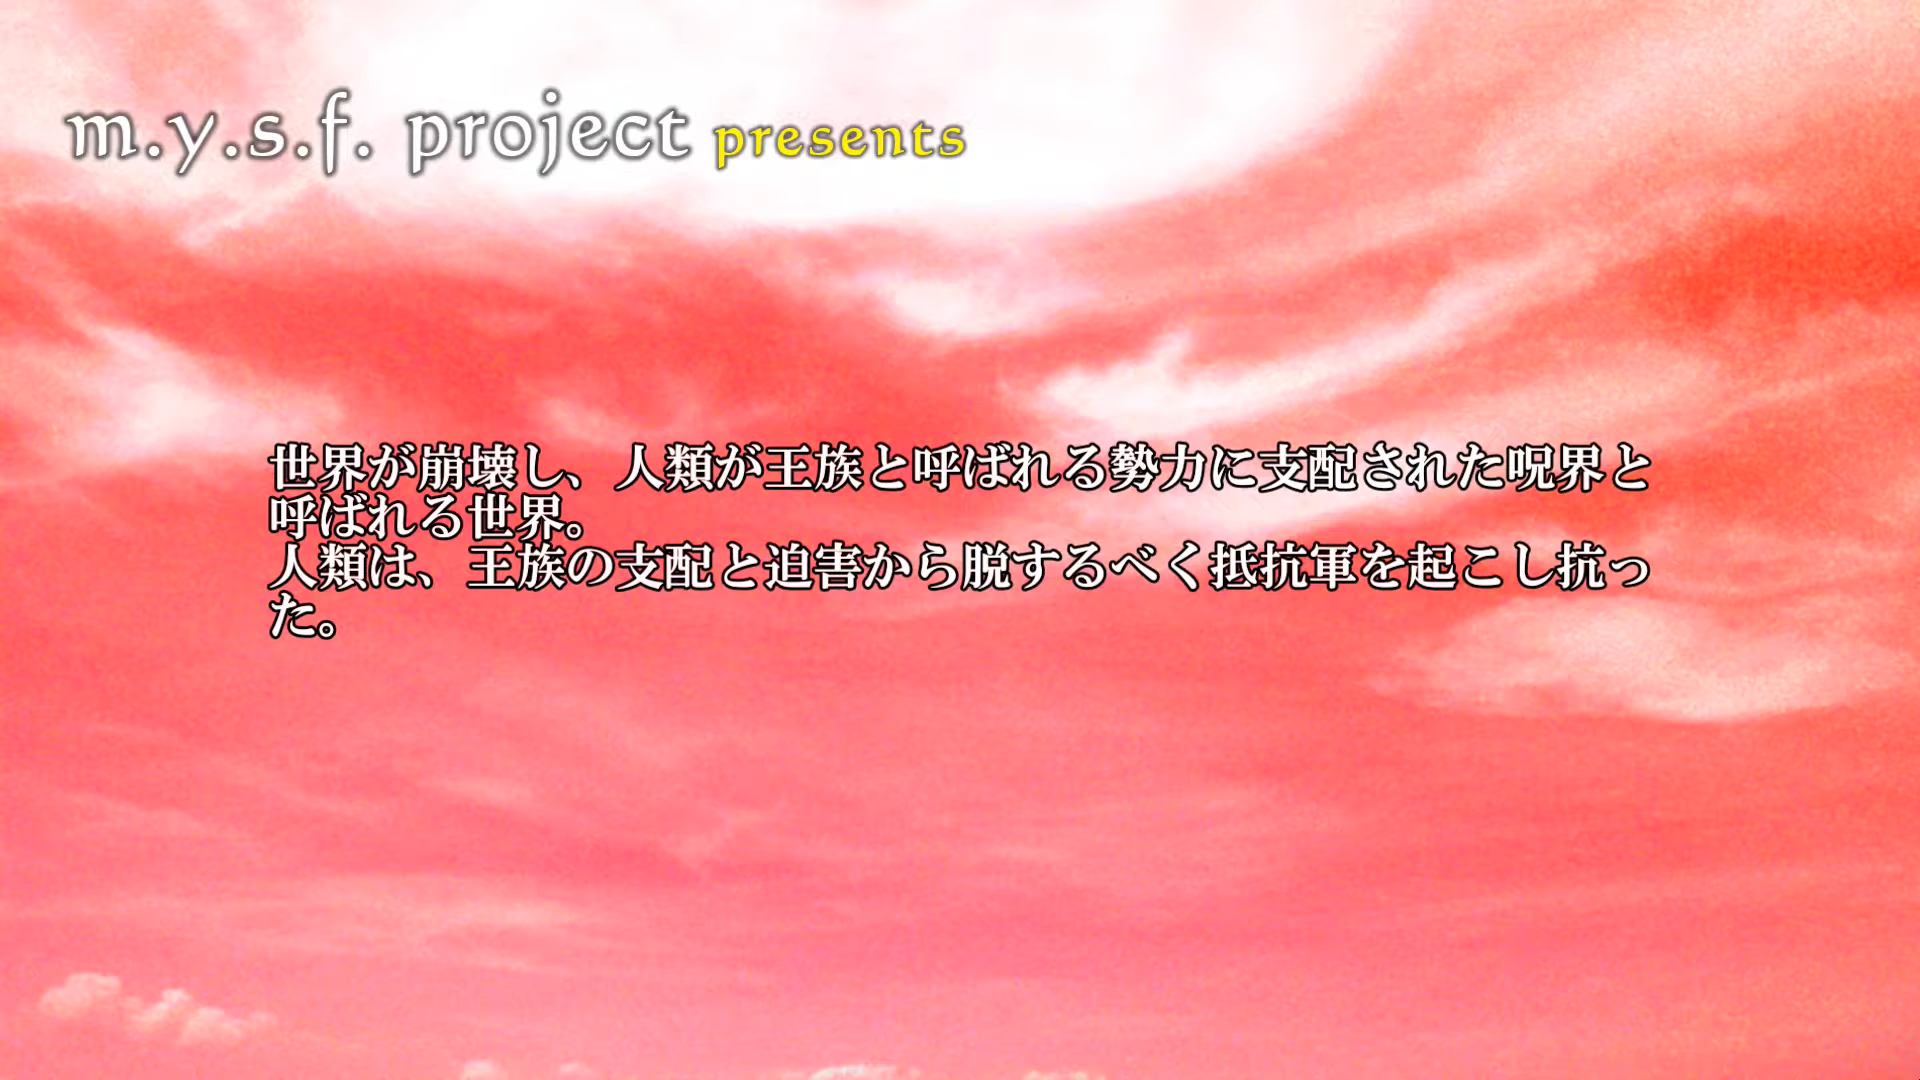 m.y.s.f. project presents
世界が崩壊し、人類が王族と呼ばれる勢力に支配された呪界と
呼ばれる世界。
人類は、王族の支配と迫害から脱するべく抵抗軍を起こし抗っ
た。